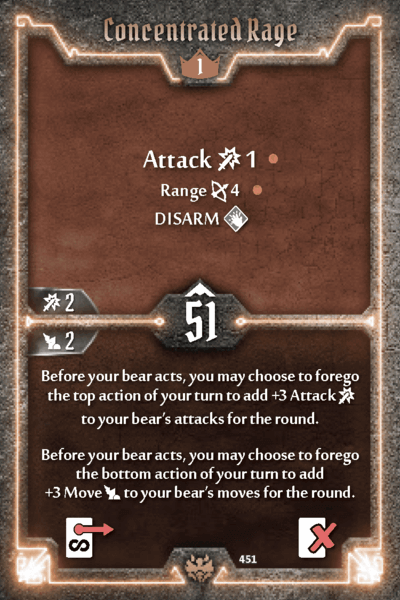 Concentrated Rage
1
Attack 1
Range 4
DISARM
2
51
2
Before your bear acts, you may choose to forego
the top action of your turn to add +3 Attack
to your bear's attacks for the round.
Before your bear acts, you may choose to forego
the bottom action of your turn to add
+3 Move to your bear's moves for the round.
451